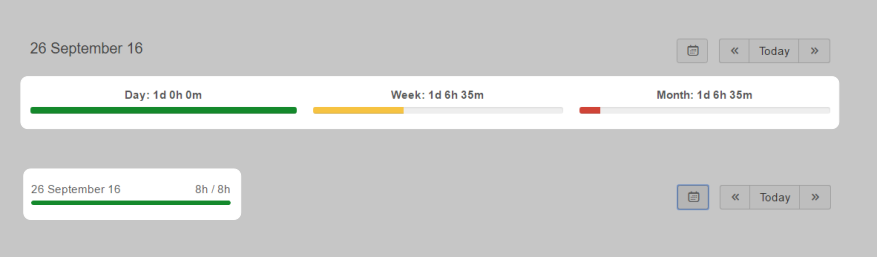 26 September 16
« Today »
Day: 1d 0h 0m Week: 1d 6h 35m Month: 1d 6h 35m
26 September 16 8h / 8h
« Today »